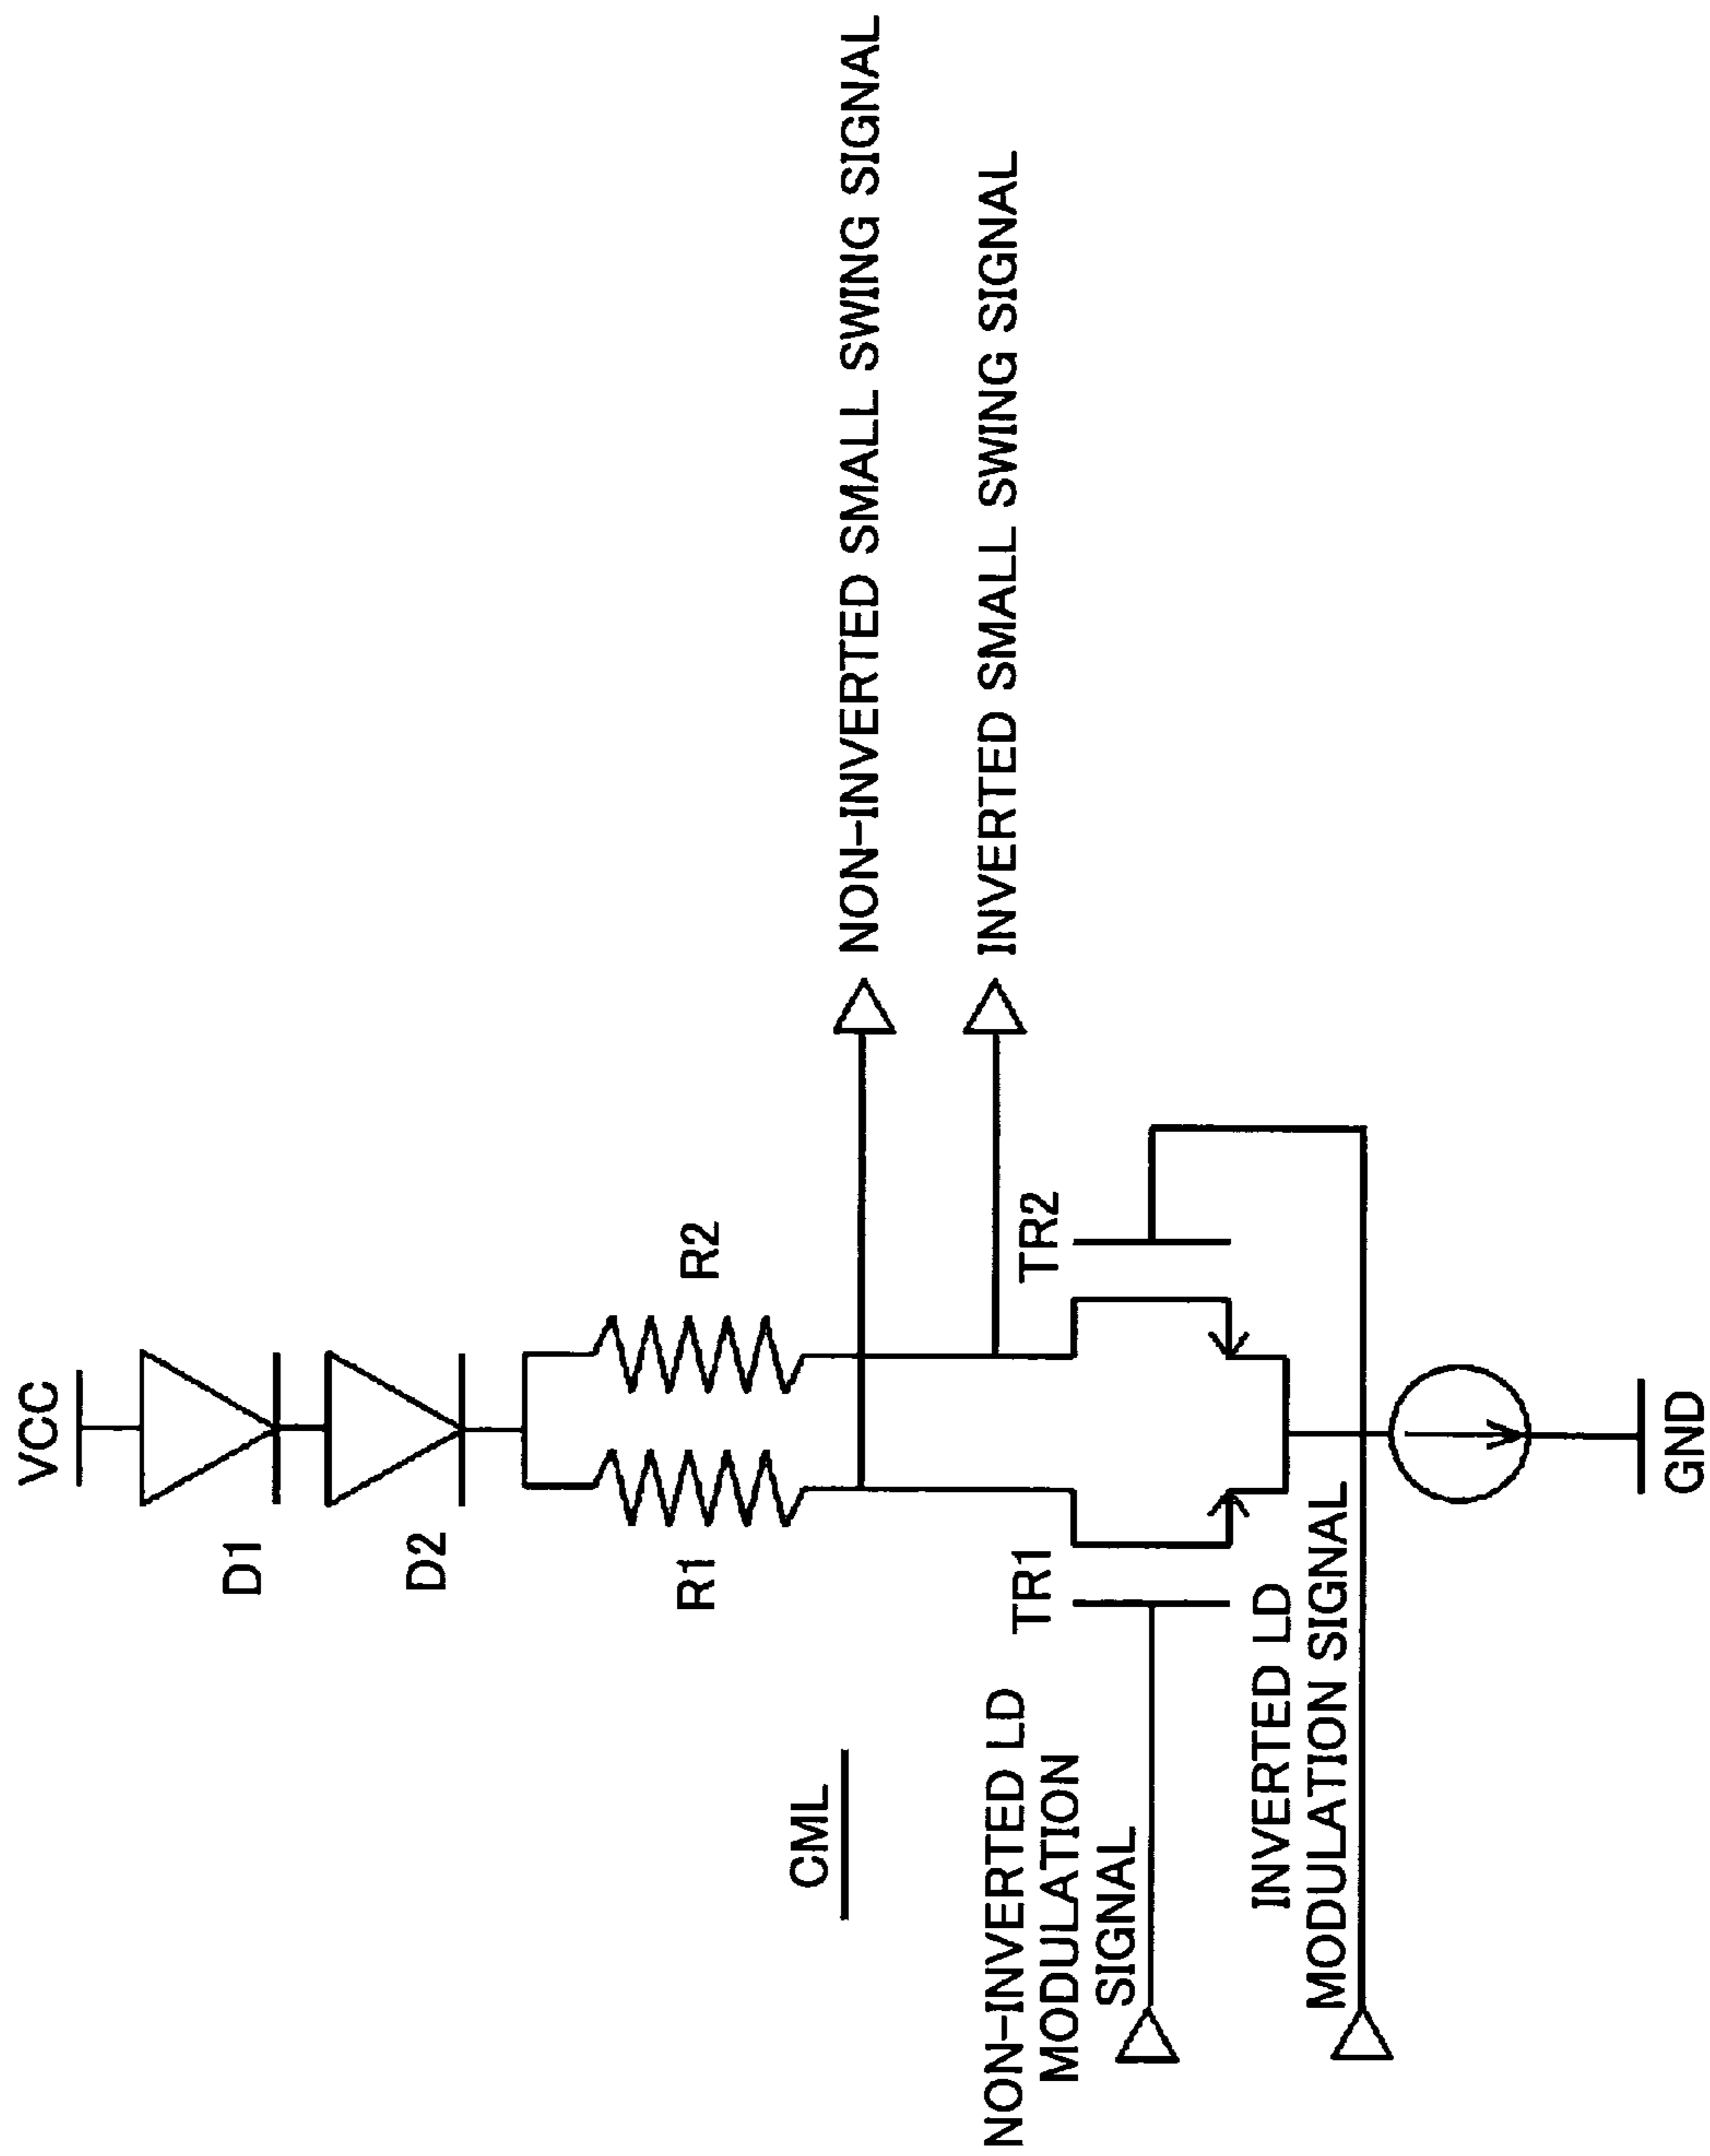 VCC
D1
D2
R1
R2
CML
NON-INVERTED SMALL SWING SIGNAL
INVERTED SMALL SWING SIGNAL
TR1
TR2
NON-INVERTED LD
MODULATION
SIGNAL
INVERTED LD
MODULATION SIGNAL
GND